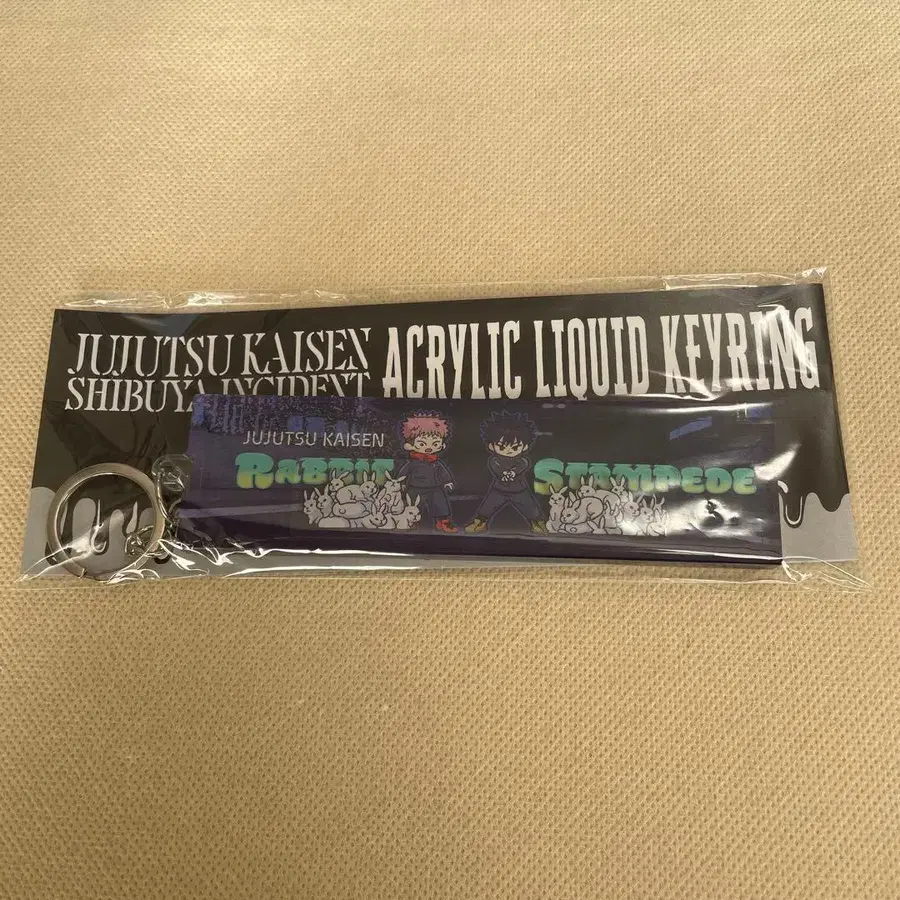 JUJUTSU KAISEN
SHIBUYA INCIDENT
ACRYLIC LIQUID KEYRING
JUJUTSU KAISEN
RABBIT STAMPEDE